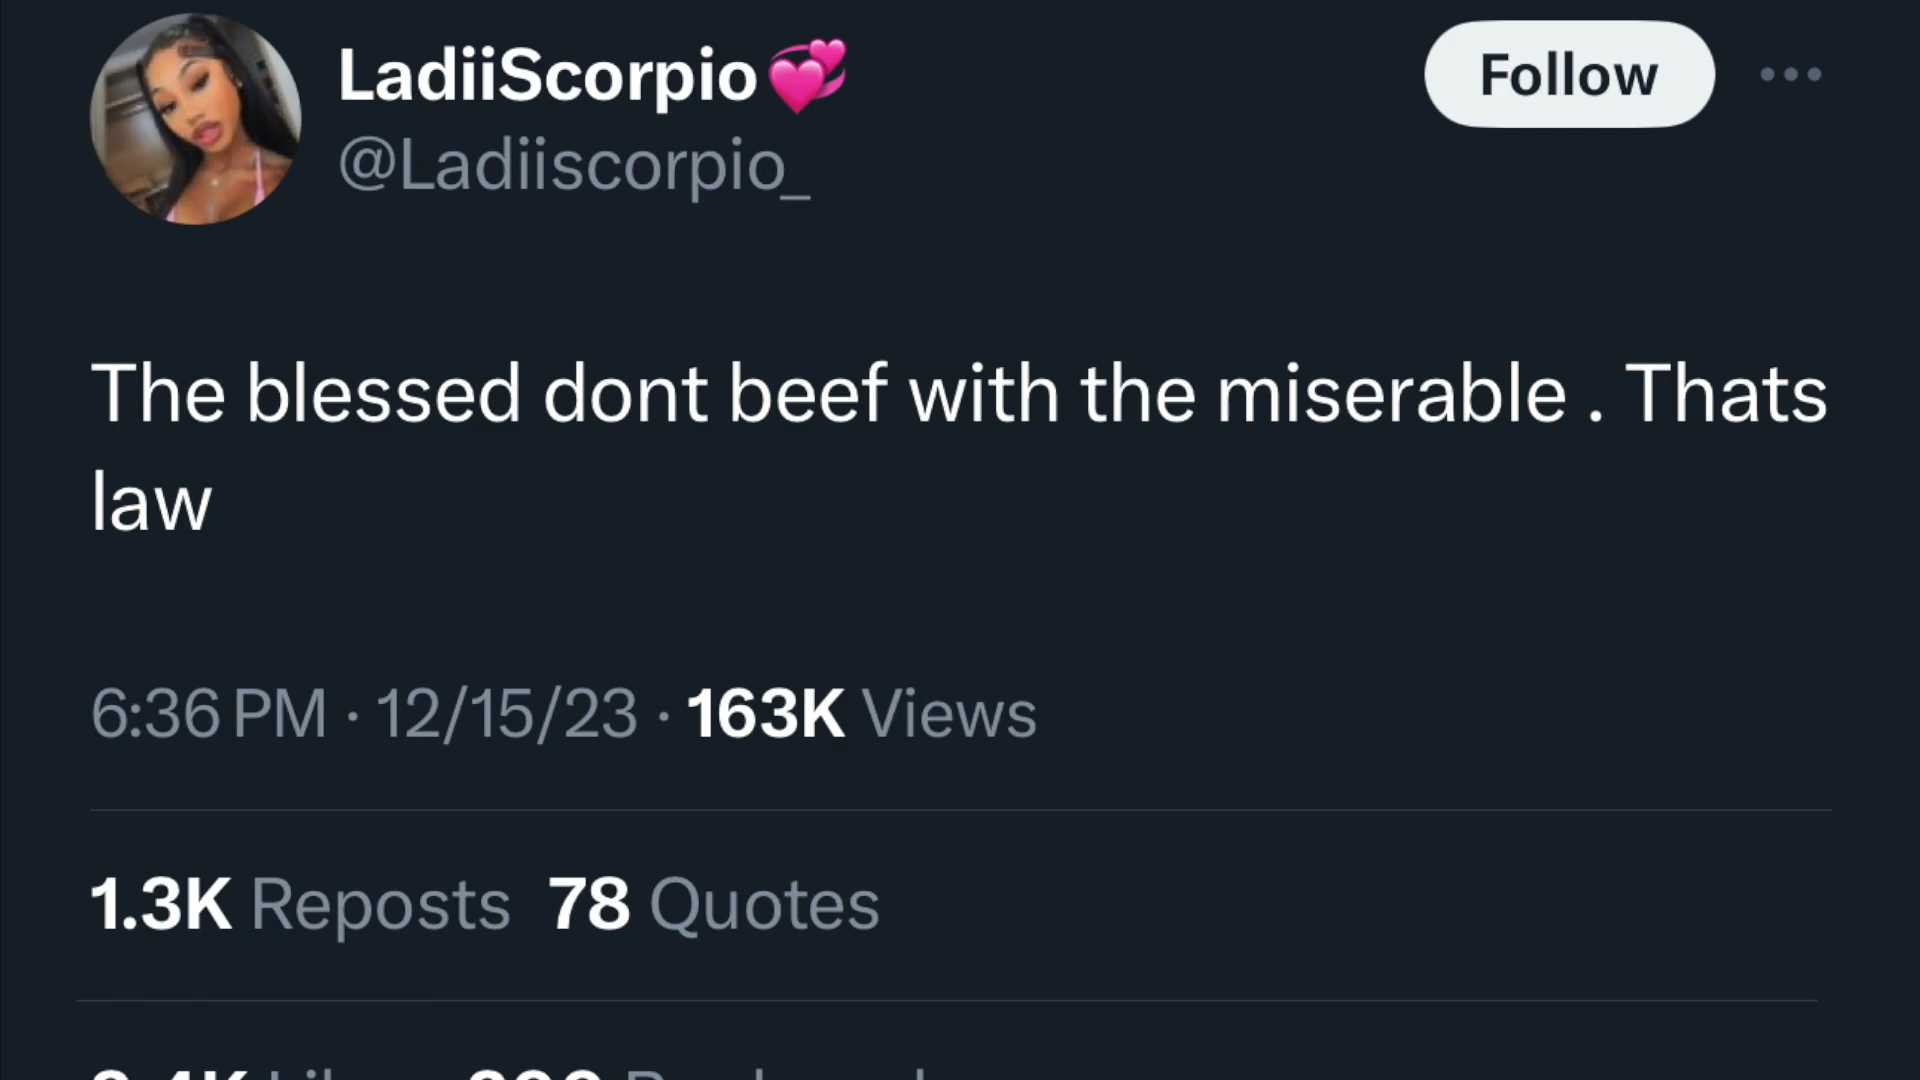 LadiiScorpio💞
Follow
@Ladiiscorpio_
The blessed dont beef with the miserable . Thats
law
6:36 PM · 12/15/23 · 163K Views
1.3K Reposts 78 Quotes